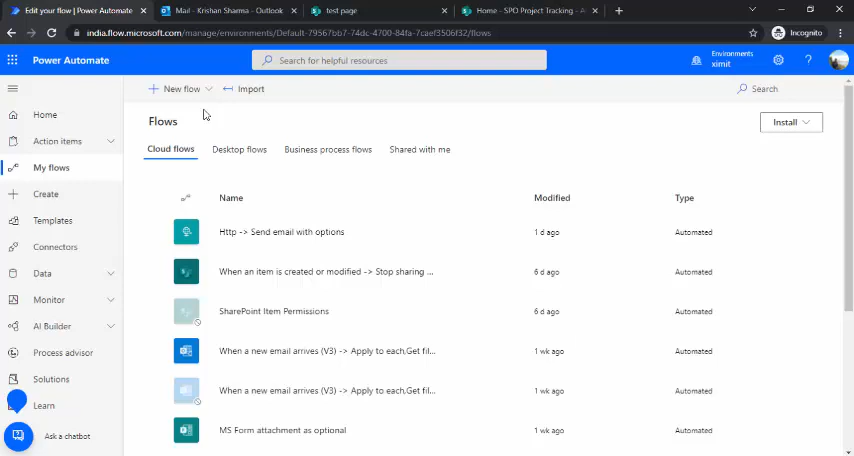 Edit your flow | Power Automate
Mail - Krishan Sharma - Outlook
test page
Home - SPO Project Tracking - A
india.flow.microsoft.com/manage/environments/Default-79567bb7-74dc-4700-84fa-7caef3506f32/flows
Incognito
Power Automate
Search for helpful resources
Environments
ximit
New flow
Import
Search
Home
Action items
My flows
Create
Templates
Connectors
Data
Monitor
AI Builder
Process advisor
Solutions
Learn
Ask a chatbot
Flows
Install
Cloud flows
Desktop flows
Business process flows
Shared with me
Name
Modified
Type
Http -> Send email with options
1 d ago
Automated
When an item is created or modified -> Stop sharing ...
6 d ago
Automated
SharePoint Item Permissions
6 d ago
Automated
When a new email arrives (V3) -> Apply to each,Get fil...
1 wk ago
Automated
When a new email arrives (V3) -> Apply to each,Get fil...
1 wk ago
Automated
MS Form attachment as optional
1 wk ago
Automated